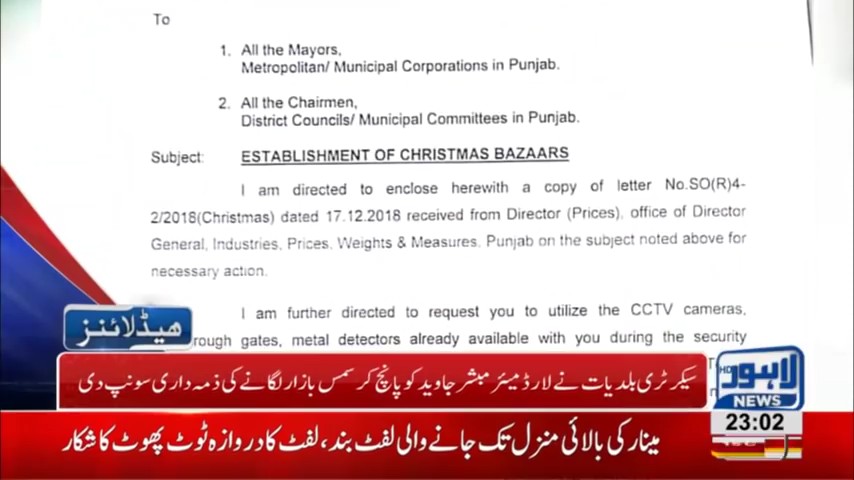 To
1. All the Mayors,
Metropolitan/ Municipal Corporations in Punjab.
2. All the Chairmen,
District Councils/ Municipal Committees in Punjab.
Subject: ESTABLISHMENT OF CHRISTMAS BAZAARS
I am directed to enclose herewith a copy of letter No.SO(R)4-
2/2018(Christmas) dated 17.12.2018 received from Director (Prices), office of Director
General, Industries, Prices, Weights & Measures, Punjab on the subject noted above for
necessary action.
I am further directed to request you to utilize the CCTV cameras,
gates, metal detectors already available with you during the security
ہیڈلائنز
سیکرٹری بلدیات نے لارڈ میئر مبشر جاوید کو پانچ کرسمس بازار لگانے کی ذمہ داری سونپ دی
لاہور HD
NEWS
23:02
مینار کی بالائی منزل تک جانے والی لفٹ بند، لفٹ کا دروازہ ٹوٹ پھوٹ کا شکار